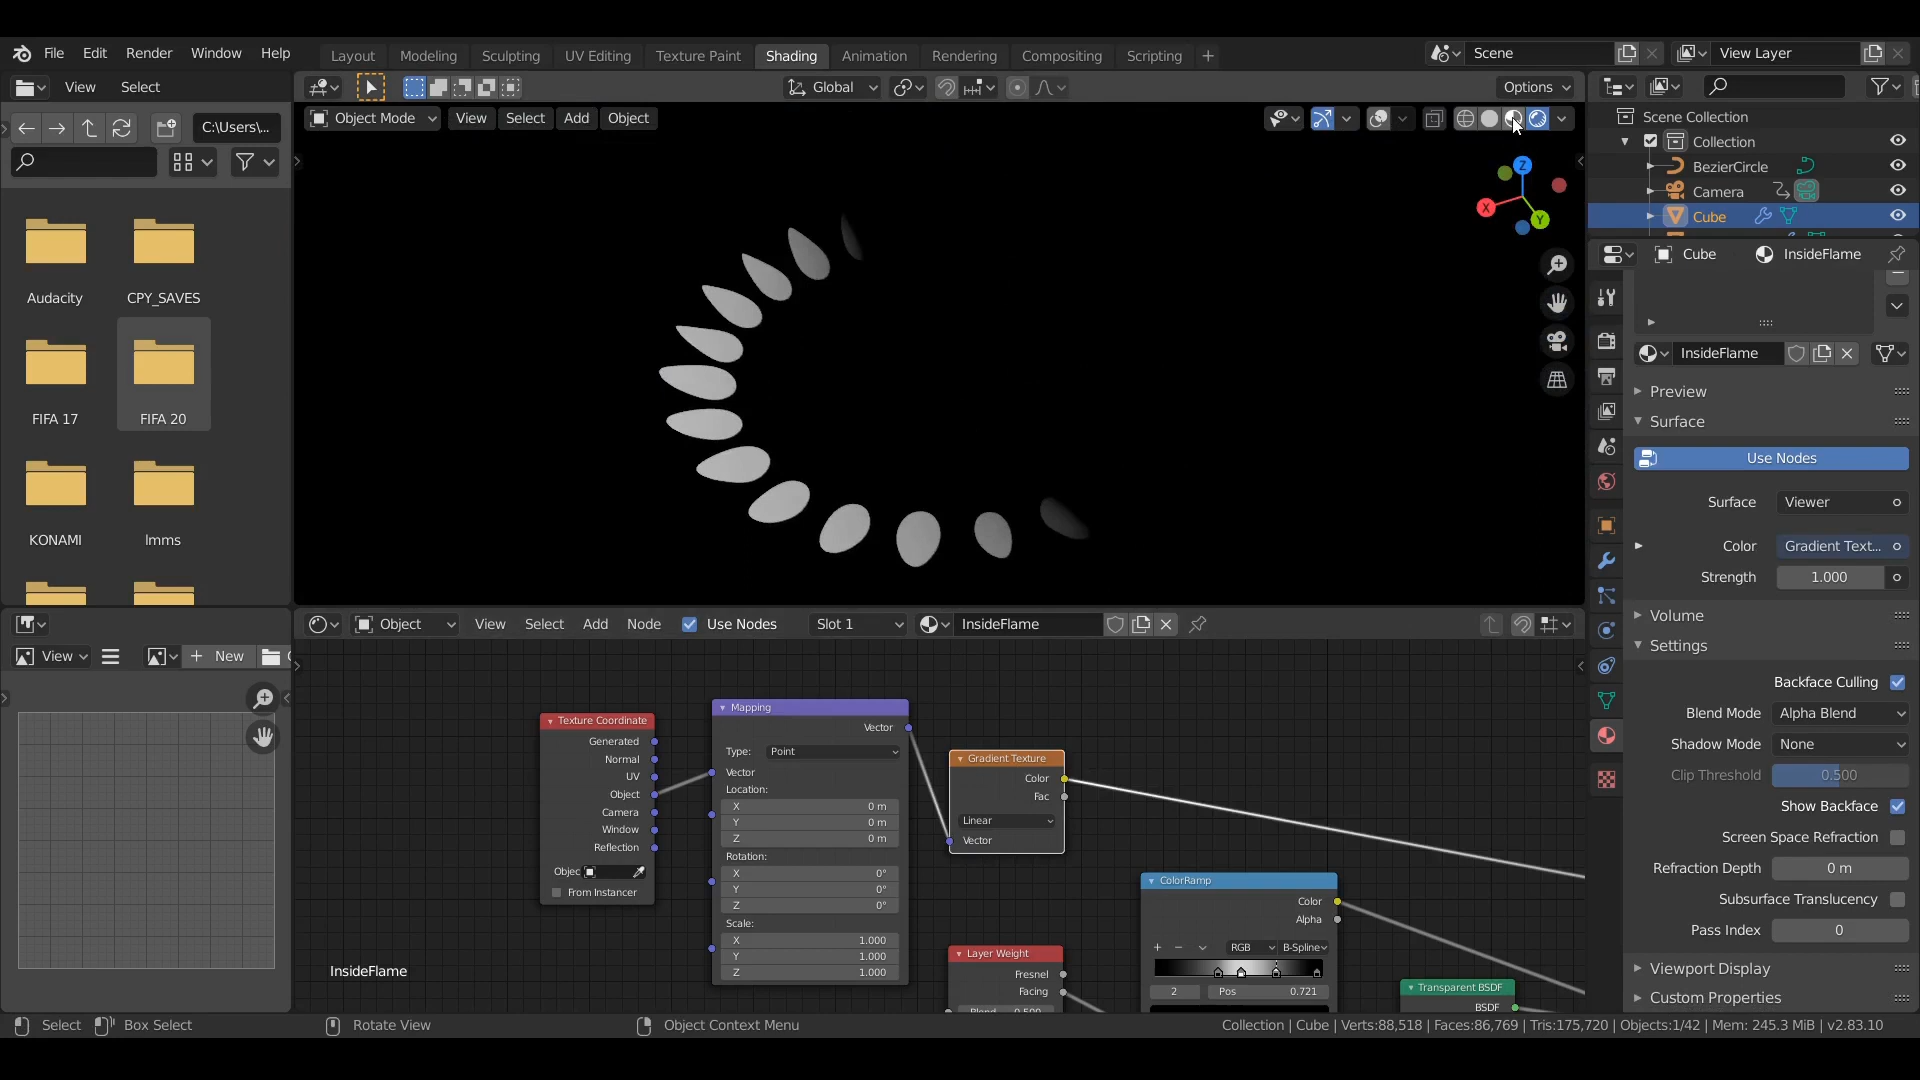 File Edit Render Window Help
Layout Modeling Sculpting UV Editing Texture Paint Shading Animation Rendering Compositing Scripting +
Scene
View Layer
View Select
Global
Options
C:\Users\...
Object Mode View Select Add Object
Scene Collection
Collection
BezierCircle
Camera
Cube
Z
X
Y
Audacity
CPY_SAVES
FIFA 17
FIFA 20
KONAMI
lmms
Cube InsideFlame
InsideFlame
Preview
Surface
Use Nodes
Surface Viewer
Color Gradient Text...
Strength 1.000
Volume
Settings
Backface Culling
Blend Mode Alpha Blend
Shadow Mode None
Clip Threshold 0.500
Show Backface
Screen Space Refraction
Refraction Depth 0 m
Subsurface Translucency
Pass Index 0
Viewport Display
Custom Properties
View + New
Object View Select Add Node Use Nodes Slot 1 InsideFlame
Texture Coordinate
Generated
Normal
UV
Object
Camera
Window
Reflection
Objec
From Instancer
Mapping
Vector
Type: Point
Vector
Location:
X 0 m
Y 0 m
Z 0 m
Rotation:
X 0°
Y 0°
Z 0°
Scale:
X 1.000
Y 1.000
Z 1.000
Gradient Texture
Color
Fac
Linear
Vector
Layer Weight
Fresnel
Facing
ColorRamp
Color
Alpha
+ − RGB B-Spline
2 Pos 0.721
Transparent BSDF
BSDF
InsideFlame
Select Box Select Rotate View Object Context Menu
Collection | Cube | Verts:88,518 | Faces:86,769 | Tris:175,720 | Objects:1/42 | Mem: 245.3 MiB | v2.83.10